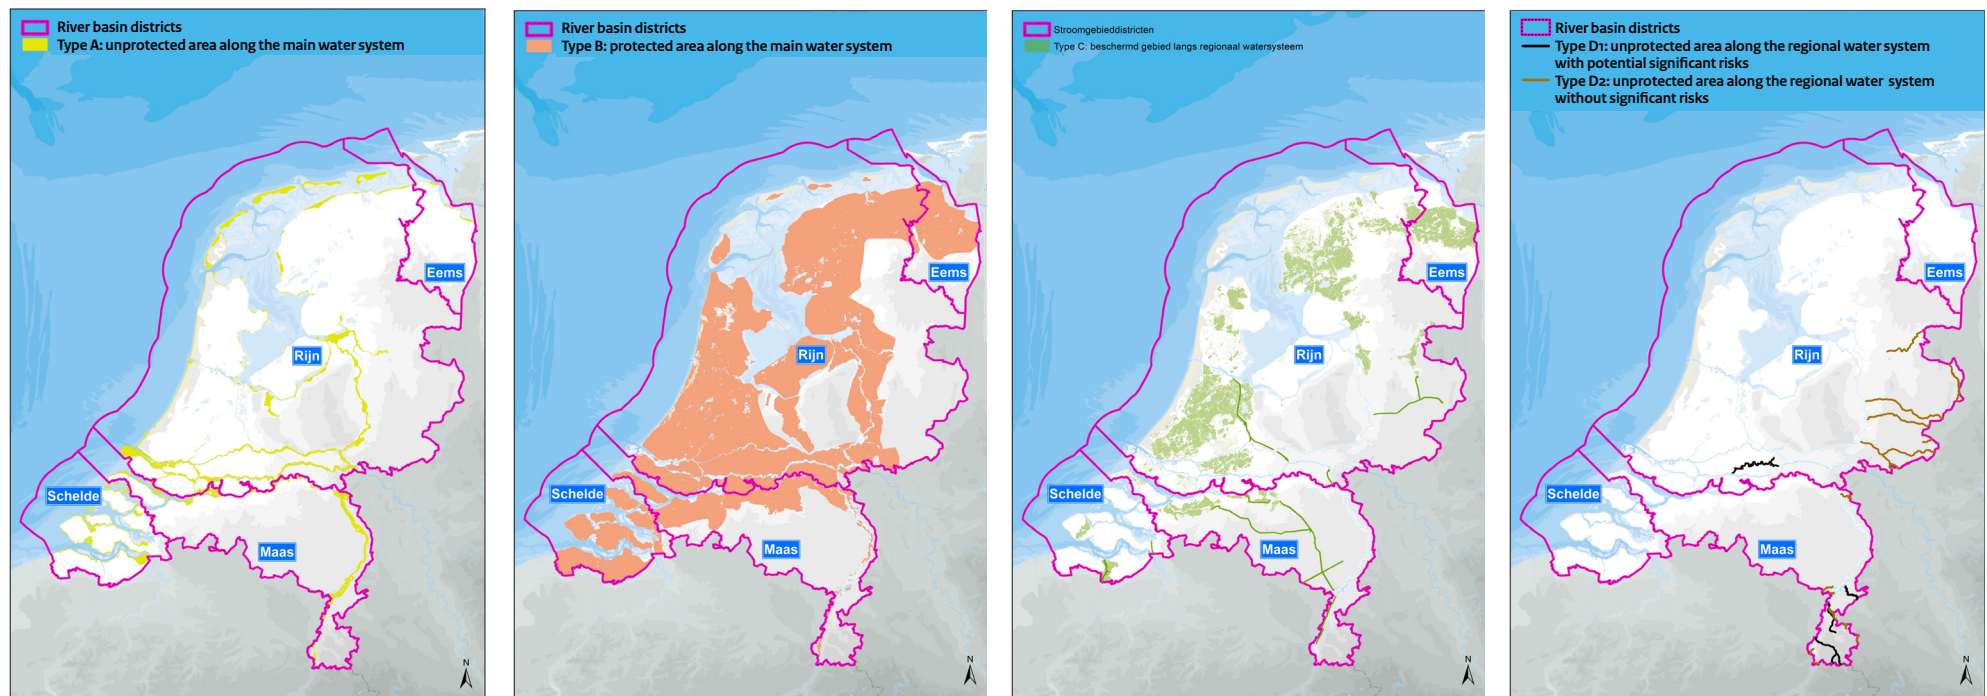 River basin districts
Type A: unprotected area along the main water system
Eems
Rijn
Schelde
Maas
N
River basin districts
Type B: protected area along the main water system
Eems
Rijn
Schelde
Maas
N
Stroomgebieddistricten
Type C: beschermd gebied langs regionaal watersysteem
Eems
Rijn
Schelde
Maas
N
River basin districts
Type D1: unprotected area along the regional water system
with potential significant risks
Type D2: unprotected area along the regional water system
without significant risks
Eems
Rijn
Schelde
Maas
N